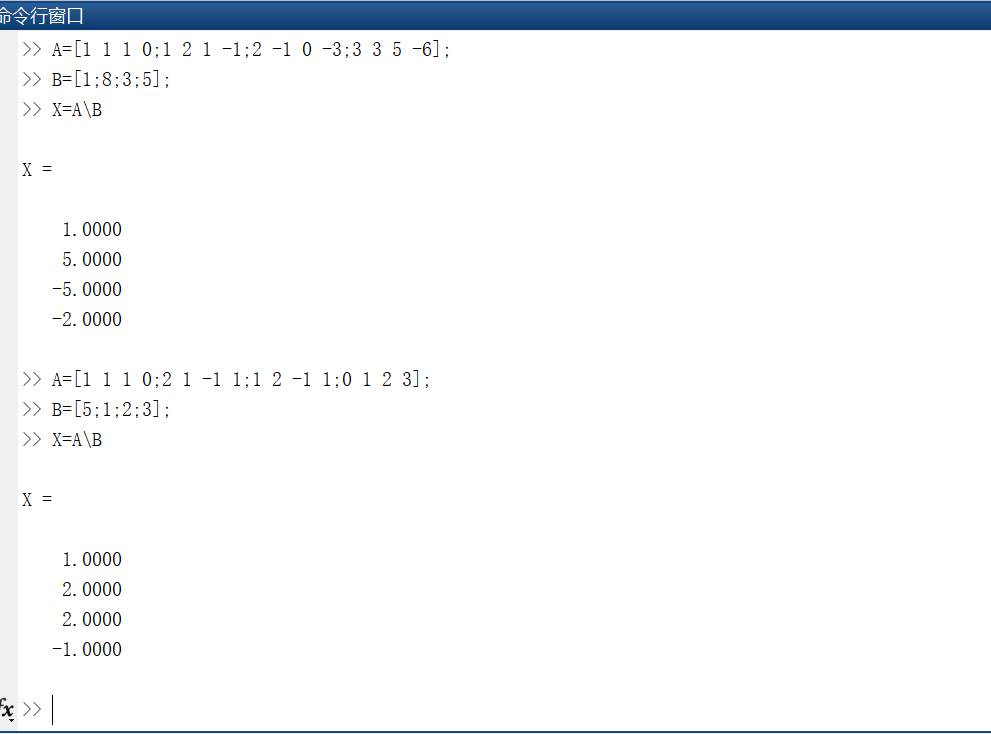 命令行窗口
>> A=[1 1 1 0;1 2 1 -1;2 -1 0 -3;3 3 5 -6];
>> B=[1;8;3;5];
>> X=A\B
X =
1.0000
5.0000
-5.0000
-2.0000
>> A=[1 1 1 0;2 1 -1 1;1 2 -1 1;0 1 2 3];
>> B=[5;1;2;3];
>> X=A\B
X =
1.0000
2.0000
2.0000
-1.0000
fx >>